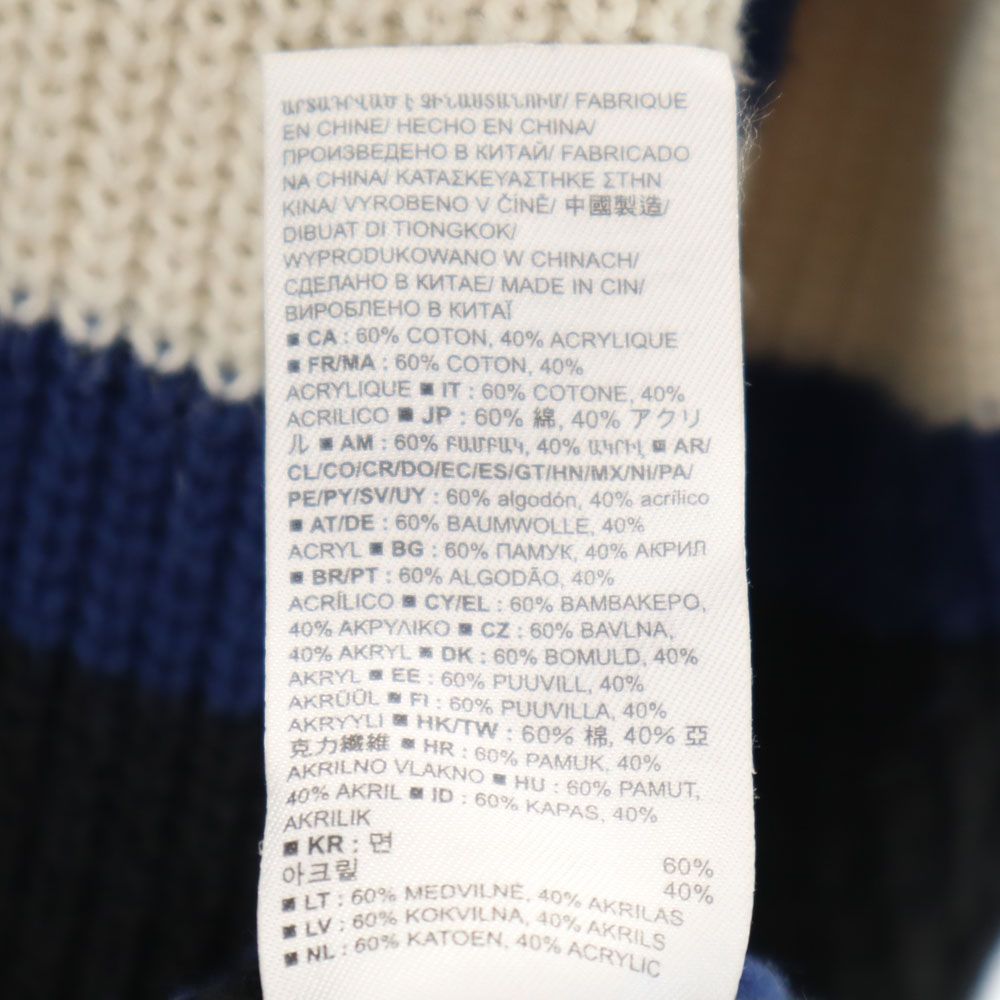 ԱՐՏԱԴՐՎԱԾ Է ՉԻՆԱՍՏԱՆՈՒՄ/ FABRIQUE
EN CHINE/ HECHO EN CHINA/
ПРОИЗВЕДЕНО В КИТАЙ/ FABRICADO
NA CHINA/ ΚΑΤΑΣΚΕΥΑΣΤΗΚΕ ΣΤΗΝ
ΚΙΝΑ/ VYROBENO V ČÍNĚ/ 中國製造/
DIBUAT DI TIONGKOK/
WYPRODUKOWANO W CHINACH/
СДЕЛАНО В КИТАЕ/ MADE IN CIN/
ВИРОБЛЕНО В КИТАЇ
■ CA : 60% COTON, 40% ACRYLIQUE
■ FR/MA : 60% COTON, 40%
ACRYLIQUE ■ IT : 60% COTONE, 40%
ACRILICO ■ JP : 60% 綿, 40% アクリ
ル ■ AM : 60% ԲԱՄԲԱԿ, 40% ԱԿՐԻԼ ■ AR/
CL/CO/CR/DO/EC/ES/GT/HN/MX/NI/PA/
PE/PY/SV/UY : 60% algodón, 40% acrílico
■ AT/DE : 60% BAUMWOLLE, 40%
ACRYL ■ BG : 60% ПАМУК, 40% АКРИЛ
■ BR/PT : 60% ALGODÃO, 40%
ACRÍLICO ■ CY/EL : 60% ΒΑΜΒΑΚΕΡΟ,
40% ΑΚΡΥΛΙΚΟ ■ CZ : 60% BAVLNA,
40% AKRYL ■ DK : 60% BOMULD, 40%
AKRYL ■ EE : 60% PUUVILL, 40%
AKRÜÜL ■ FI : 60% PUUVILLA, 40%
AKRYYLI ■ HK/TW : 60% 棉, 40% 亞
克力纖維 ■ HR : 60% PAMUK, 40%
AKRILNO VLAKNO ■ HU : 60% PAMUT,
40% AKRIL ■ ID : 60% KAPAS, 40%
AKRILIK
■ KR : 면 60%
아크릴 40%
■ LT : 60% MEDVILNĖ, 40% AKRILAS
■ LV : 60% KOKVILNA, 40% AKRILS
■ NL : 60% KATOEN, 40% ACRYLIC